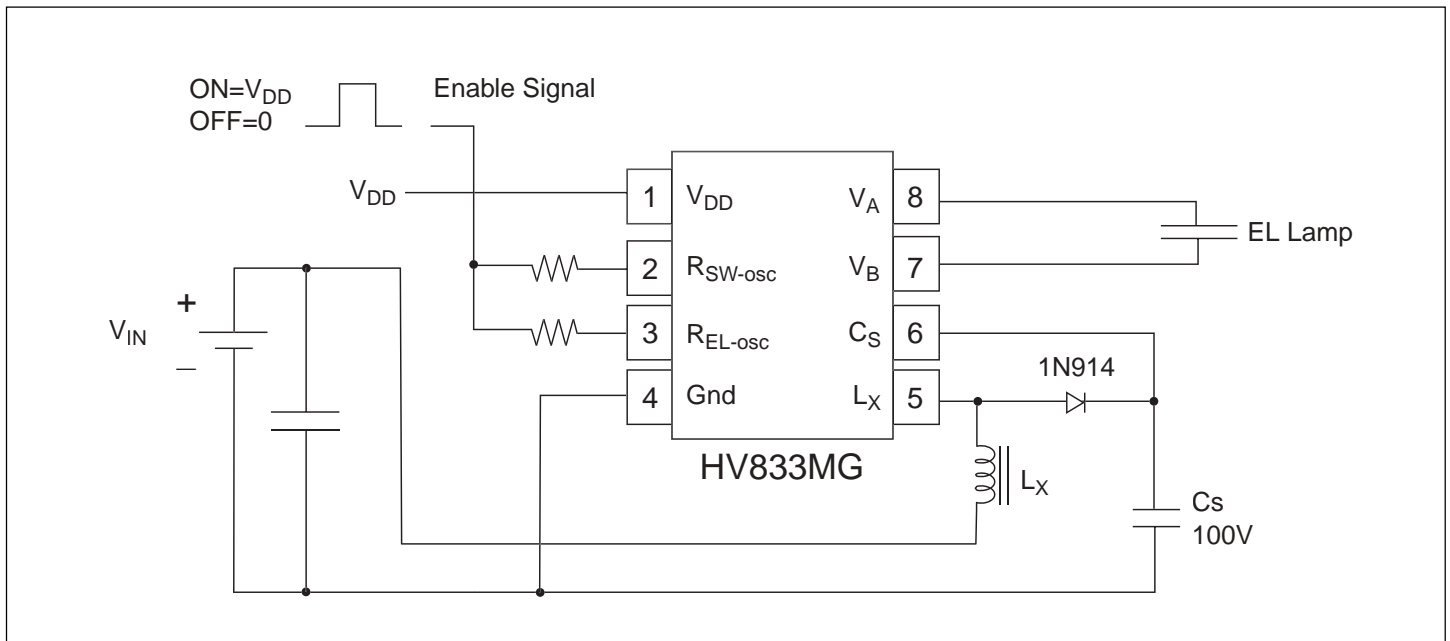 ON=VDD
OFF=0
Enable Signal
VDD
1 VDD
2 RSW-osc
3 REL-osc
4 Gnd
VA 8
VB 7
CS 6
LX 5
HV833MG
EL Lamp
1N914
+
VIN
–
LX
Cs
100V